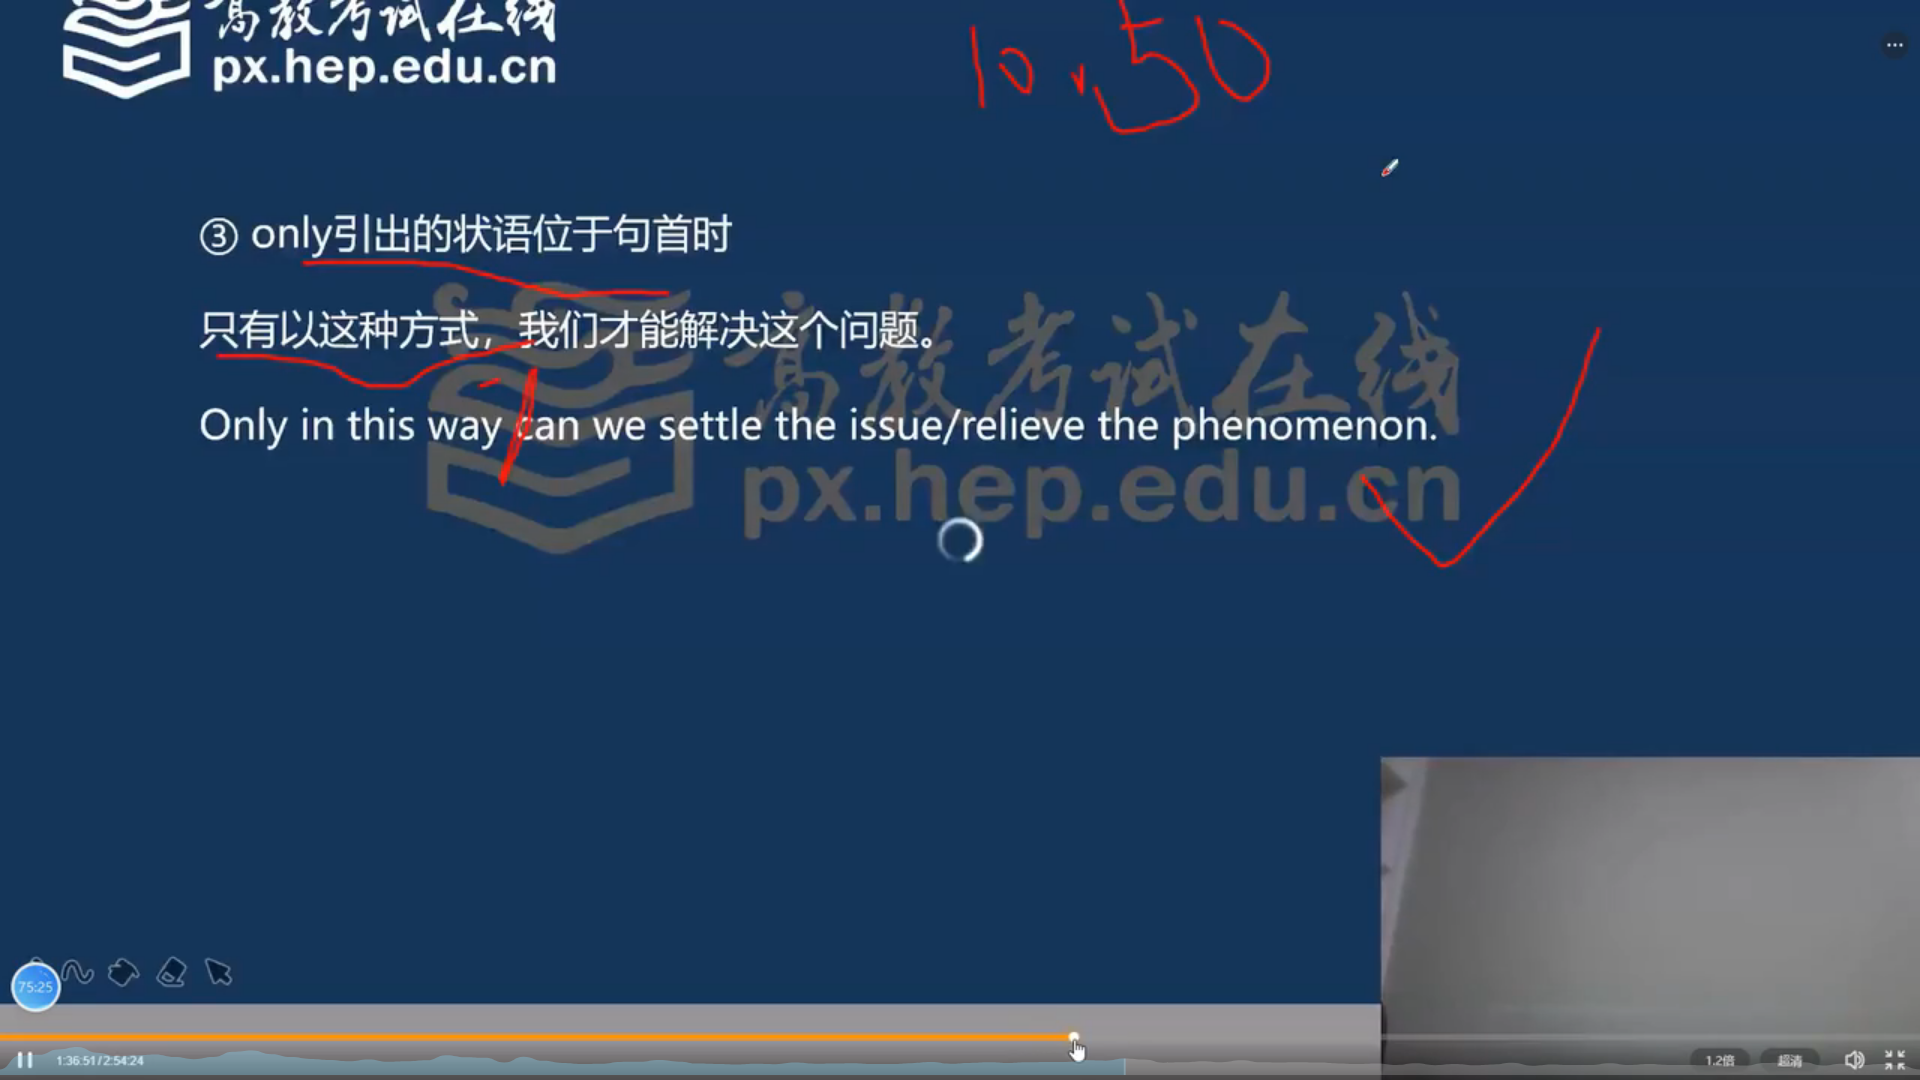 高教考试在线
px.hep.edu.cn
10.50
③ only引出的状语位于句首时
只有以这种方式，我们才能解决这个问题。
高教考试在线
Only in this way can we settle the issue/relieve the phenomenon.
px.hep.edu.cn
75:25
1:36:51/2:54:24
1.2倍
超清